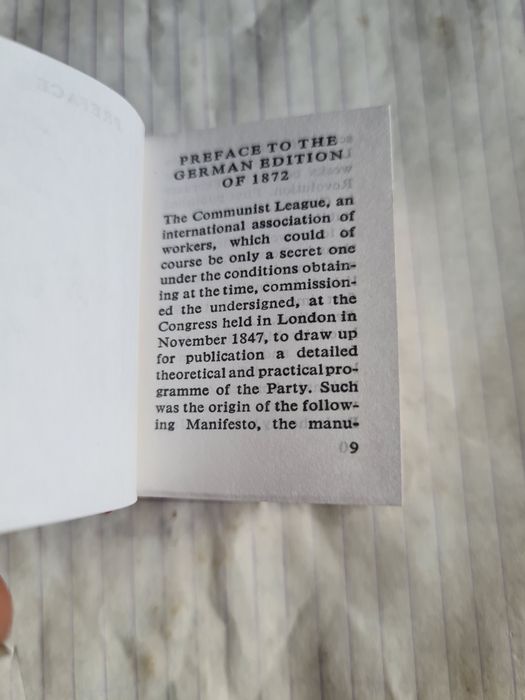 PREFACE
PREFACE TO THE
GERMAN EDITION
OF 1872
The Communist League, an
international association of
workers, which could of
course be only a secret one
under the conditions obtain-
ing at the time, commission-
ed the undersigned, at the
Congress held in London in
November 1847, to draw up
for publication a detailed
theoretical and practical pro-
gramme of the Party. Such
was the origin of the follow-
ing Manifesto, the manu-
9